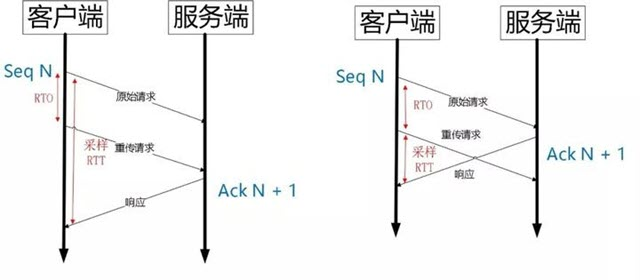 客户端
服务端
Seq N
RTO
原始请求
采样
RTT
重传请求
响应
Ack N + 1
客户端
服务端
Seq N
RTO
原始请求
重传请求
采样
RTT
响应
Ack N + 1